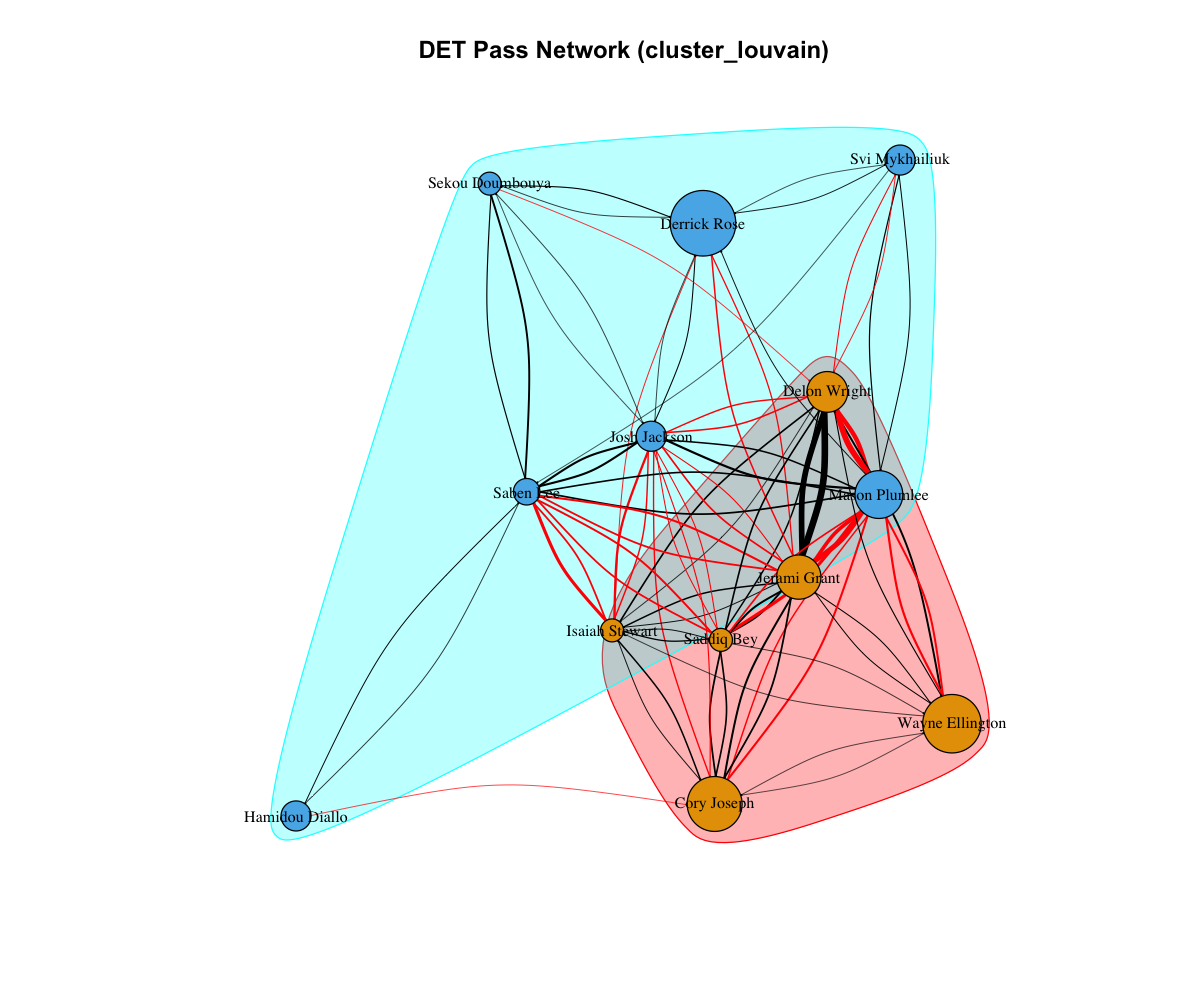 DET Pass Network (cluster_louvain)
Svi Mykhailiuk
Sekou Doumbouya
Derrick Rose
Delon Wright
Josh Jackson
Saben Lee
Mason Plumlee
Jerami Grant
Isaiah Stewart
Saddiq Bey
Wayne Ellington
Cory Joseph
Hamidou Diallo